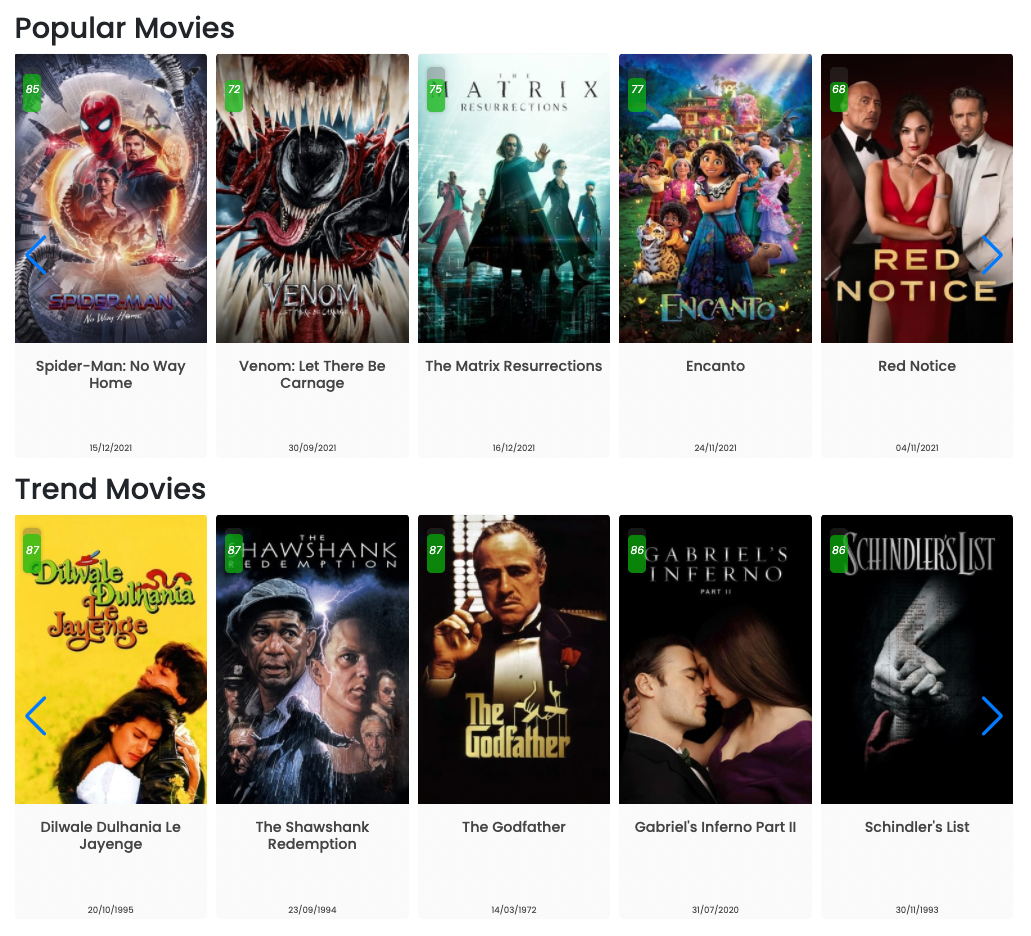 Popular Movies
85
SPIDER-MAN
No Way Home
Spider-Man: No Way
Home
15/12/2021
72
VENOM
LET THERE BE CARNAGE
Venom: Let There Be
Carnage
30/09/2021
75
THE
MATRIX
RESURRECTIONS
The Matrix Resurrections
16/12/2021
77
ENCANTO
Encanto
24/11/2021
68
RED
NOTICE
Red Notice
04/11/2021
Trend Movies
87
Dilwale
Dulhania
Le
Jayenge
Dilwale Dulhania Le
Jayenge
20/10/1995
87
THE
SHAWSHANK
REDEMPTION
The Shawshank
Redemption
23/09/1994
87
The
Godfather
The Godfather
14/03/1972
86
GABRIEL'S
INFERNO
PART II
Gabriel's Inferno Part II
31/07/2020
86
SCHINDLER'S LIST
Schindler's List
30/11/1993